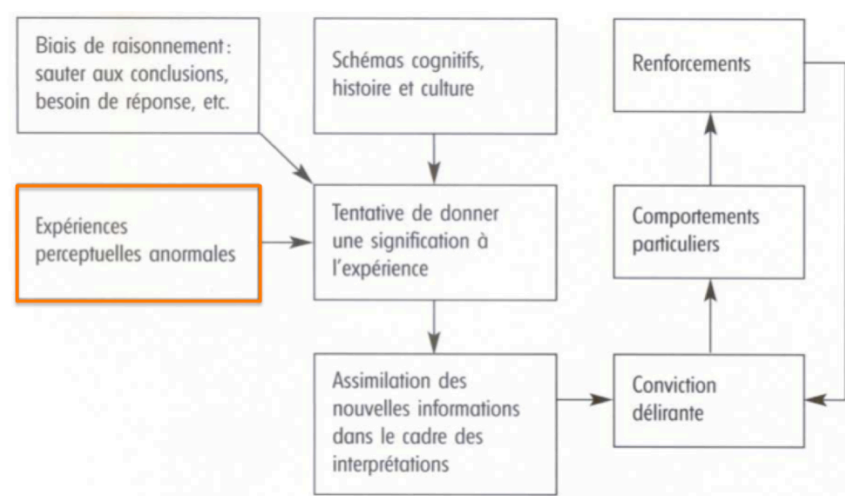 Biais de raisonnement :
sauter aux conclusions,
besoin de réponse, etc.
Schémas cognitifs,
histoire et culture
Renforcements
Expériences
perceptuelles anormales
Tentative de donner
une signification à
l'expérience
Comportements
particuliers
Assimilation des
nouvelles informations
dans le cadre des
interprétations
Conviction
délirante